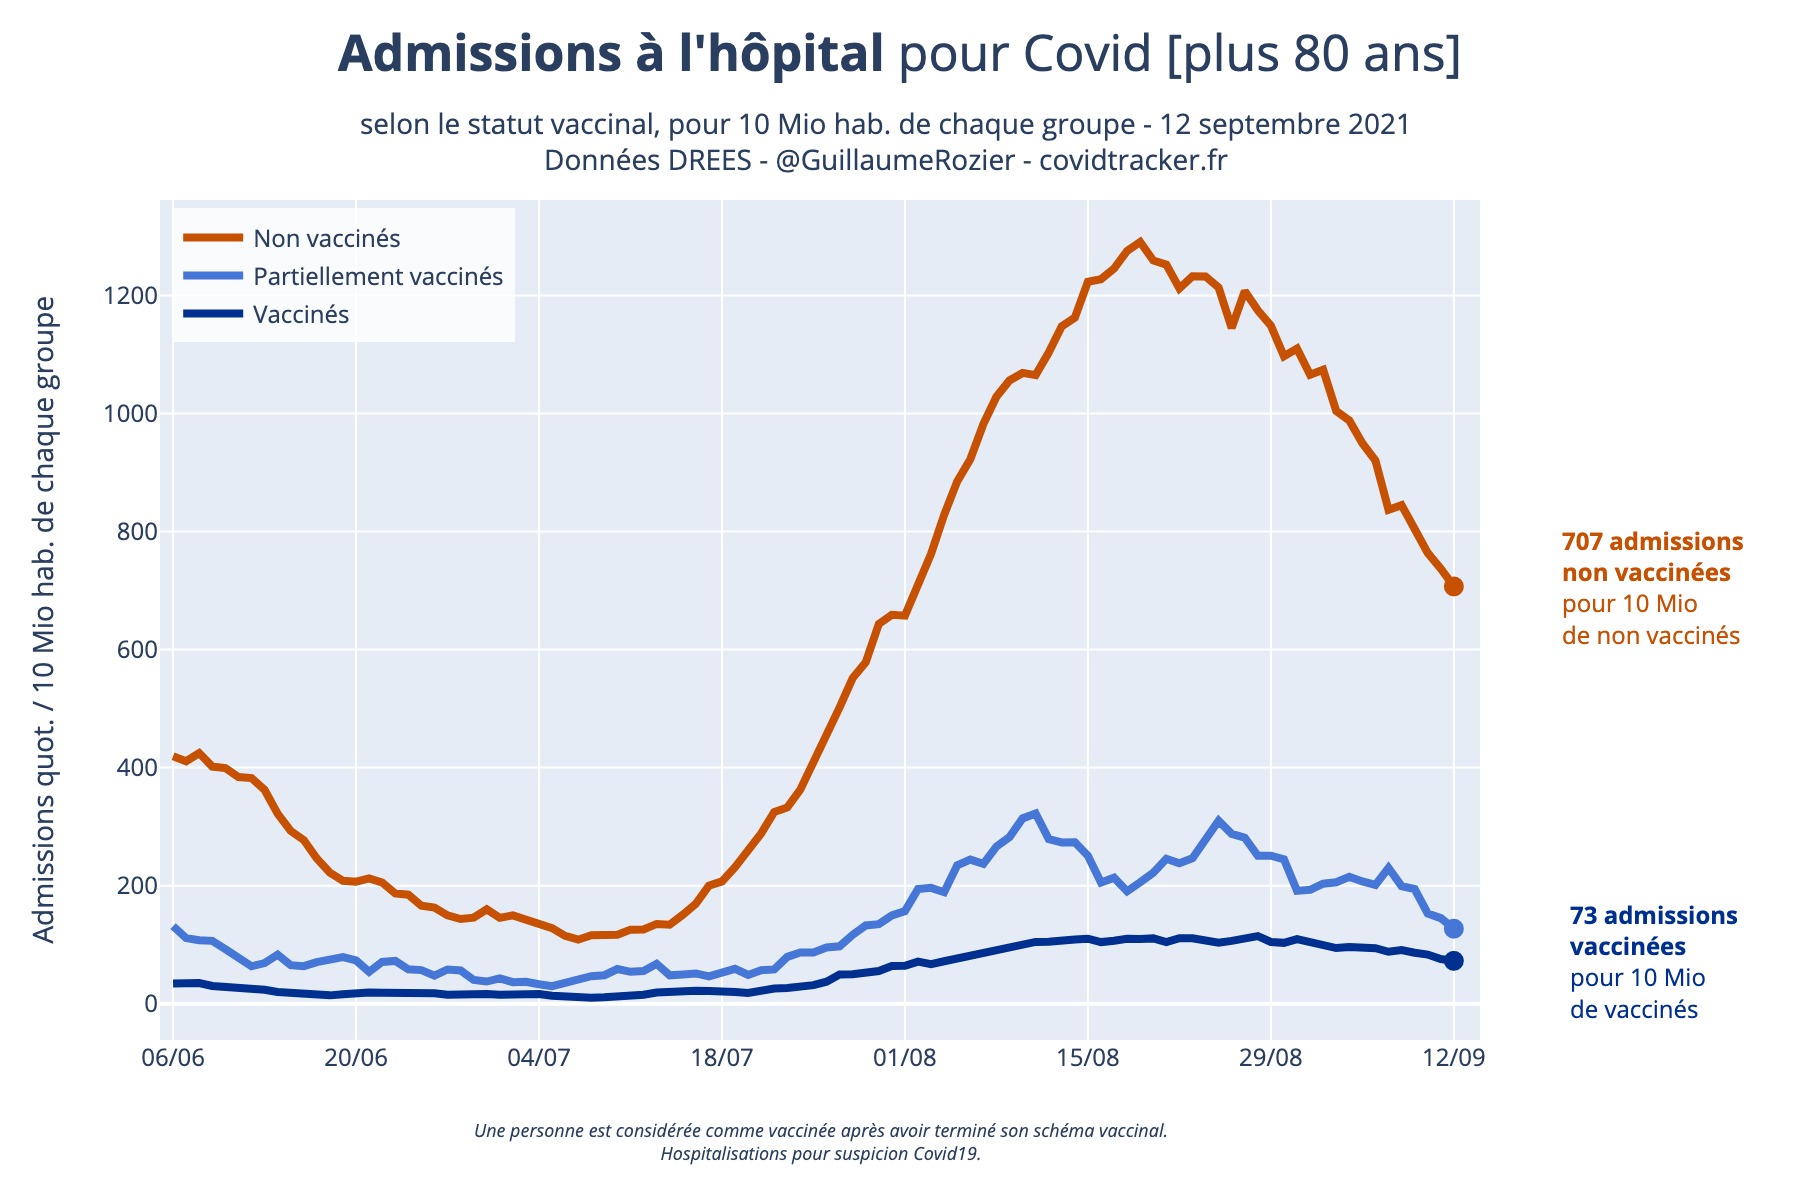 Admissions à l'hôpital pour Covid [plus 80 ans]
selon le statut vaccinal, pour 10 Mio hab. de chaque groupe - 12 septembre 2021
Données DREES - @GuillaumeRozier - covidtracker.fr
Non vaccinés
Partiellement vaccinés
Vaccinés
Admissions quot. / 10 Mio hab. de chaque groupe
1200
1000
800
600
400
200
0
06/06
20/06
04/07
18/07
01/08
15/08
29/08
12/09
707 admissions
non vaccinées
pour 10 Mio
de non vaccinés
73 admissions
vaccinées
pour 10 Mio
de vaccinés
Une personne est considérée comme vaccinée après avoir terminé son schéma vaccinal.
Hospitalisations pour suspicion Covid19.